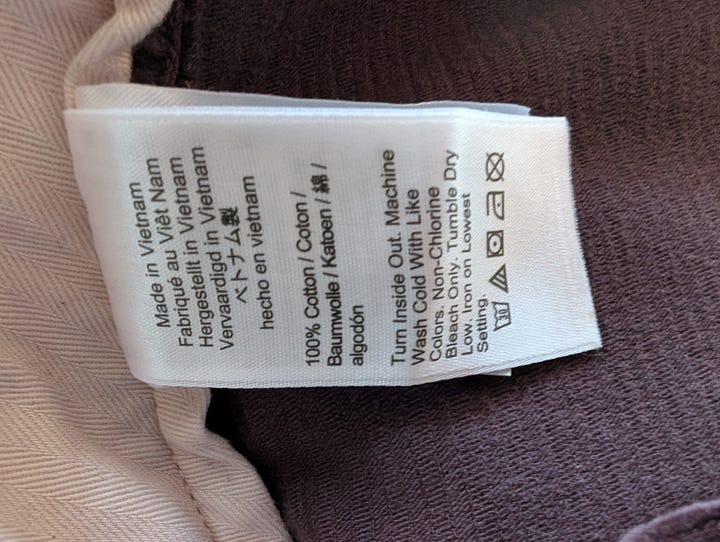 Made in Vietnam
Fabriqué au Viêt Nam
Hergestellt in Vietnam
Vervaardigd in Vietnam
ベトナム製
hecho en vietnam
100% Cotton / Coton /
Baumwolle / Katoen / 綿 /
algodón
Turn Inside Out. Machine
Wash Cold With Like
Colors. Non-Chlorine
Bleach Only. Tumble Dry
Low. Iron on Lowest
Setting.
30